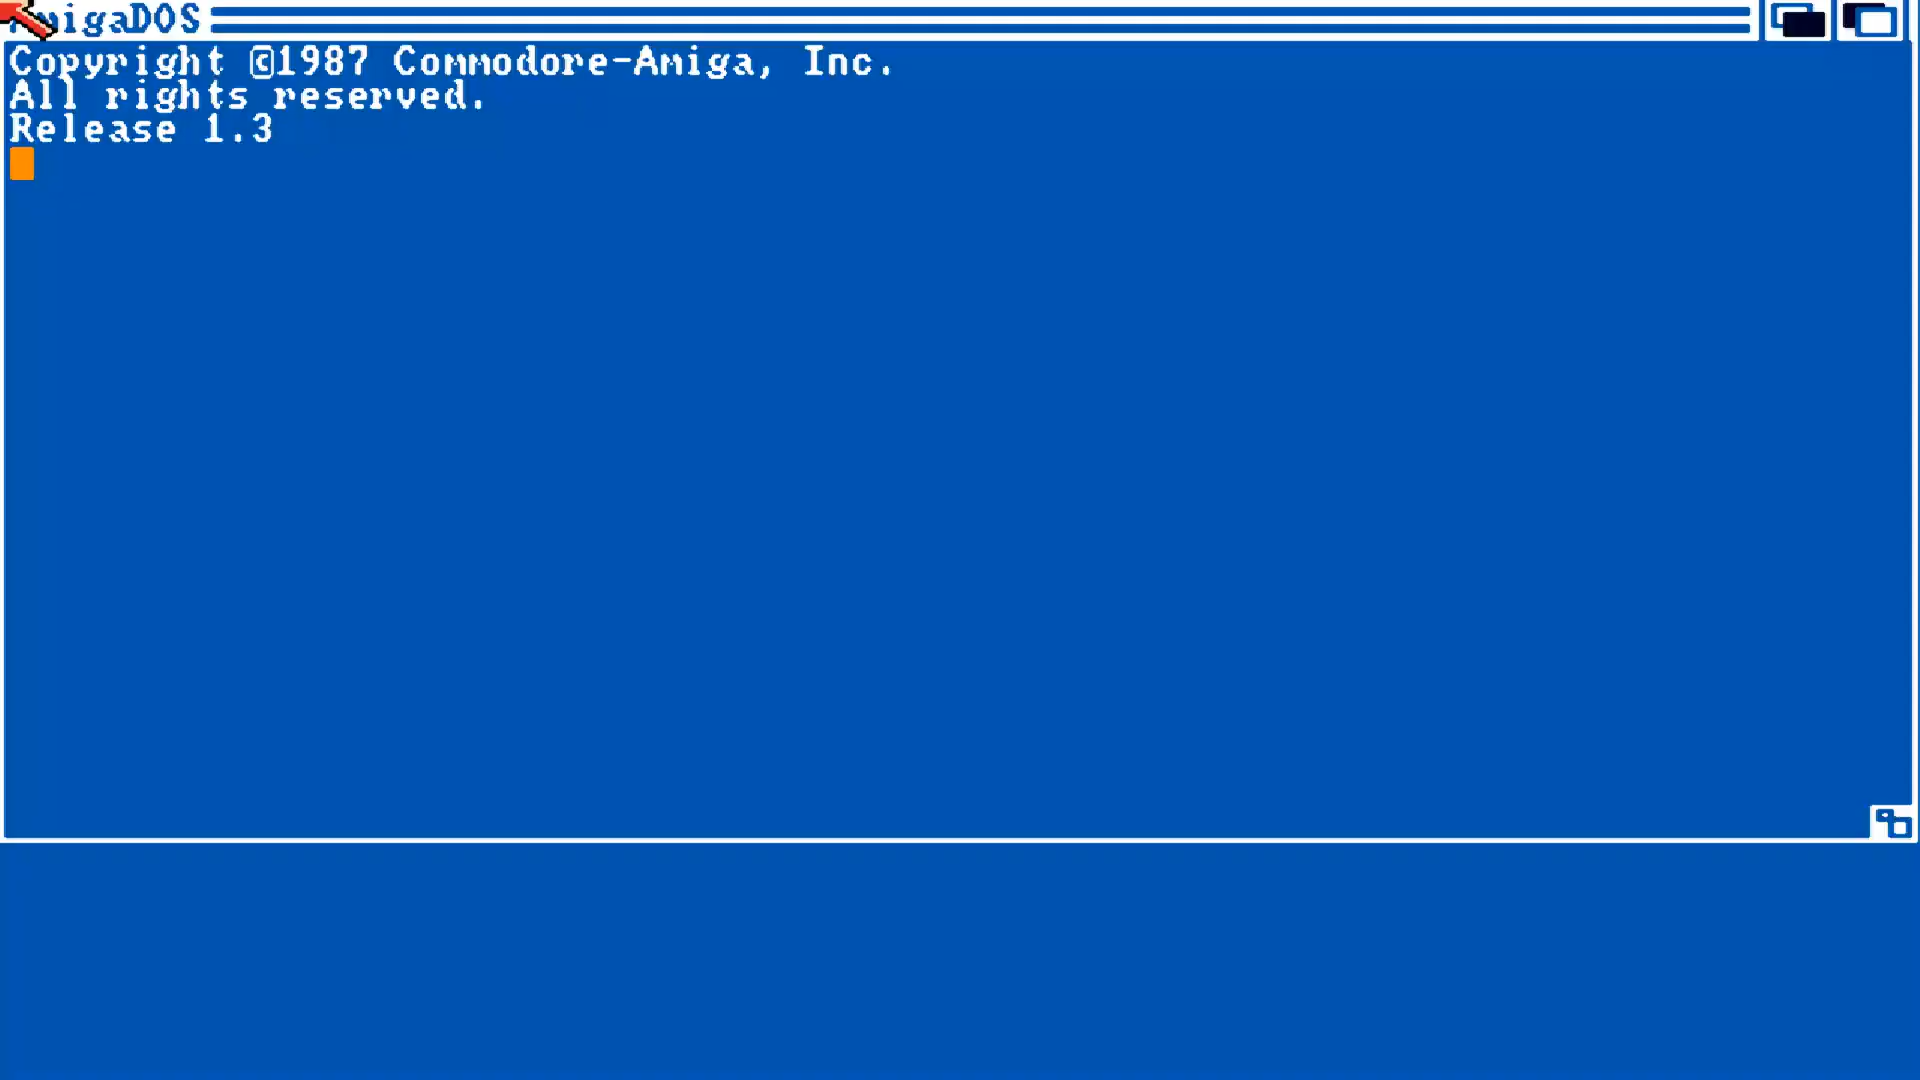 AmigaDOS
Copyright ©1987 Commodore-Amiga, Inc.
All rights reserved.
Release 1.3